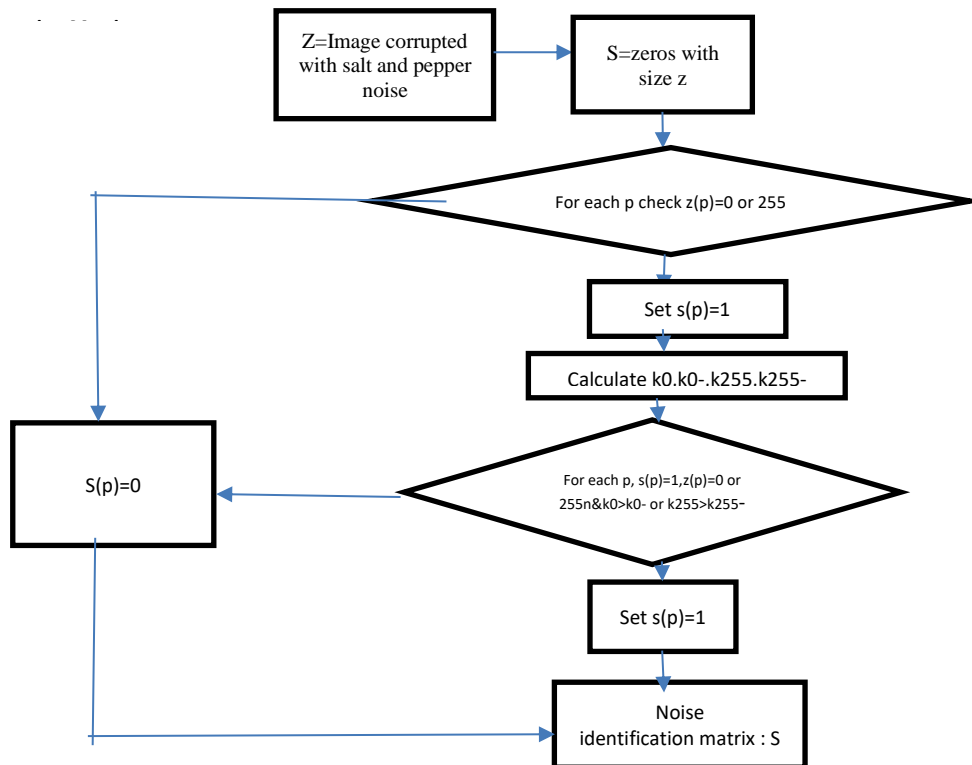 Z=Image corrupted
with salt and pepper
noise
S=zeros with
size z
For each p check z(p)=0 or 255
Set s(p)=1
Calculate k0.k0-.k255.k255-
For each p, s(p)=1,z(p)=0 or
255n&k0>k0- or k255>k255-
S(p)=0
Set s(p)=1
Noise
identification matrix : S